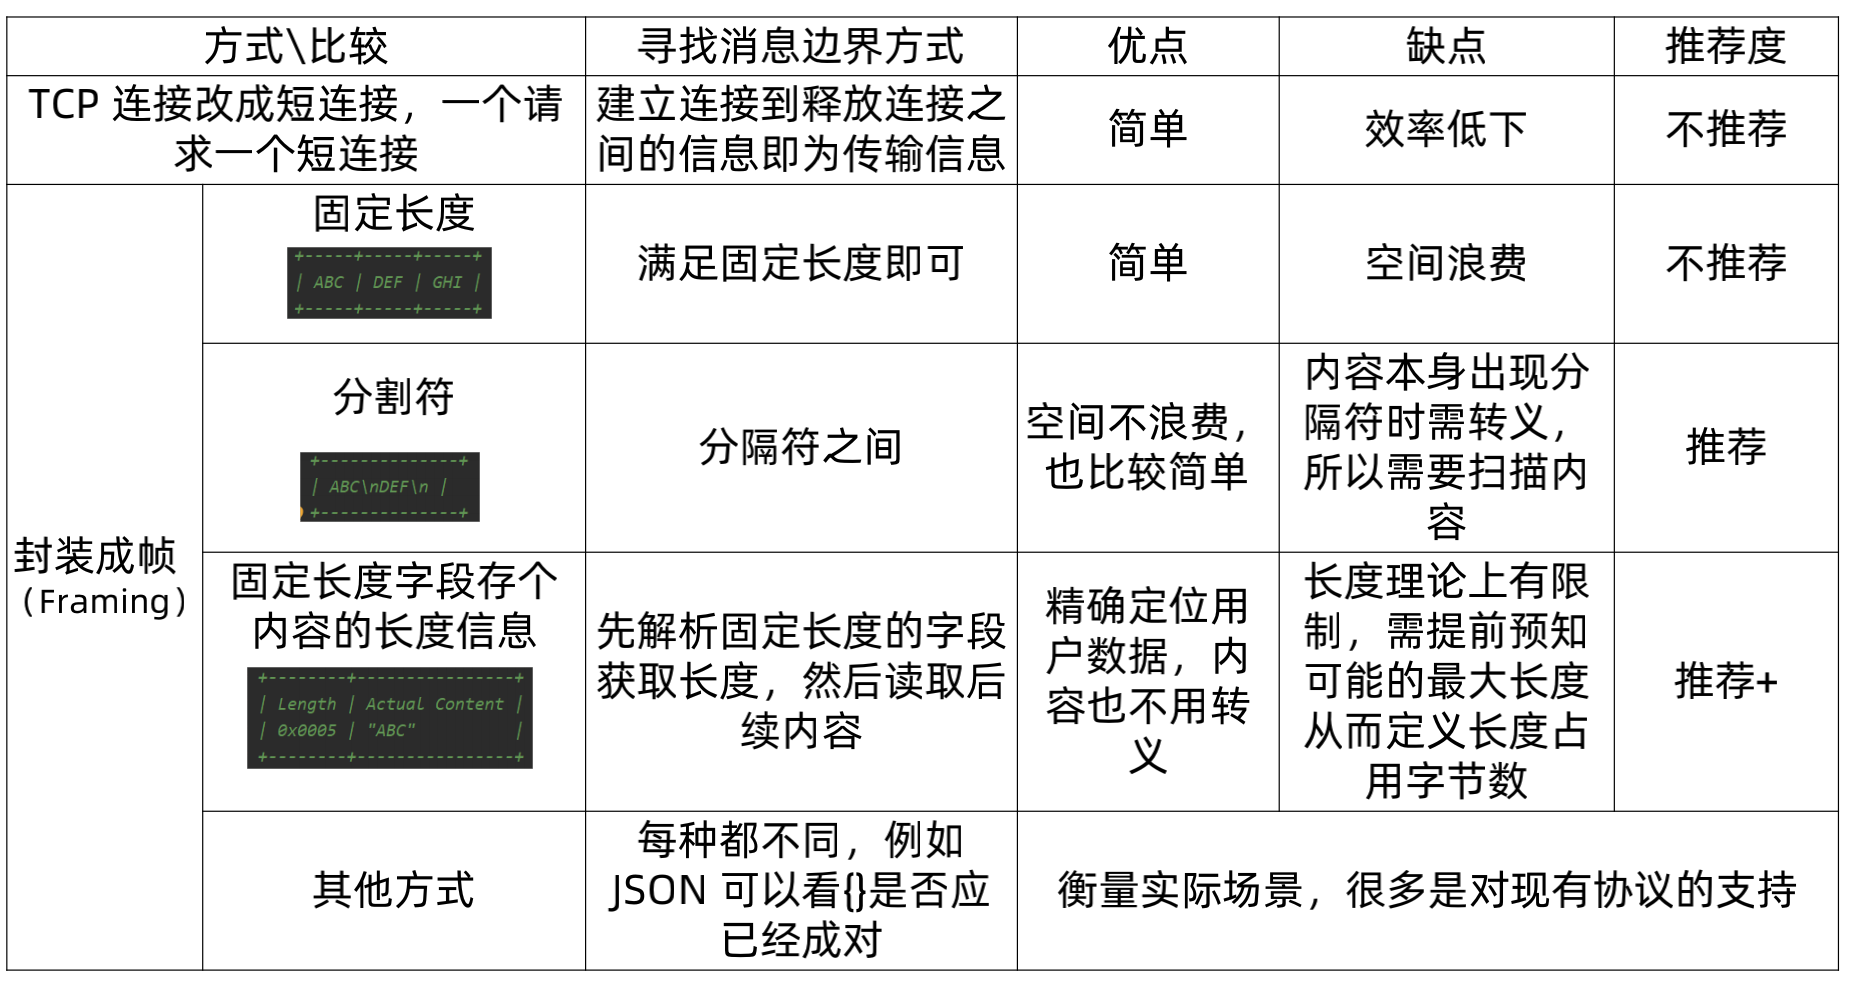 方式\比较 寻找消息边界方式 优点 缺点 推荐度
TCP 连接改成短连接，一个请
求一个短连接
建立连接到释放连接之
间的信息即为传输信息
简单
效率低下
不推荐
封装成帧
（Framing）
固定长度
+-----+-----+-----+
| ABC | DEF | GHI |
+-----+-----+-----+
满足固定长度即可
简单
空间浪费
不推荐
分割符
+--------------+
| ABC\nDEF\n |
+--------------+
分隔符之间
空间不浪费，
也比较简单
内容本身出现分
隔符时需转义，
所以需要扫描内
容
推荐
固定长度字段存个
内容的长度信息
+--------+----------------+
| Length | Actual Content |
| 0x0005 | "ABC"          |
+--------+----------------+
先解析固定长度的字段
获取长度，然后读取后
续内容
精确定位用
户数据，内
容也不用转
义
长度理论上有限
制，需提前预知
可能的最大长度
从而定义长度占
用字节数
推荐+
其他方式
每种都不同，例如
JSON 可以看{}是否应
已经成对
衡量实际场景，很多是对现有协议的支持